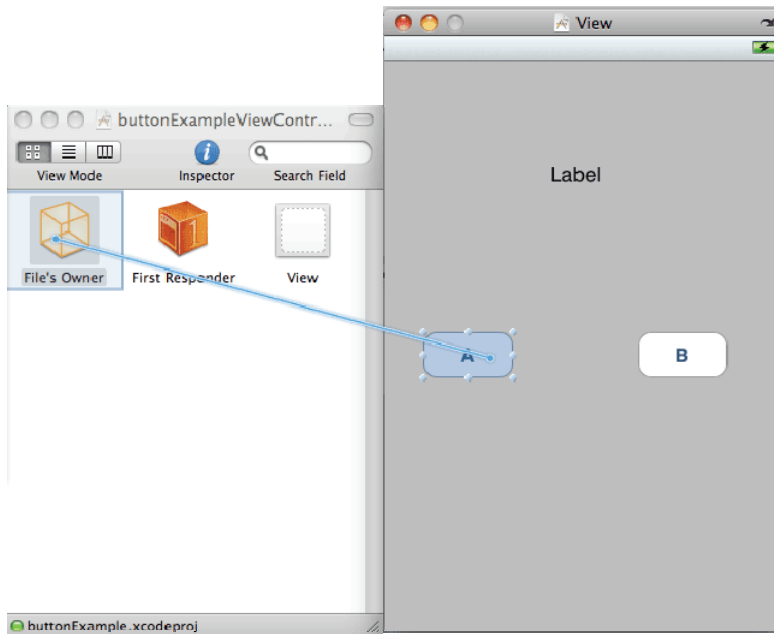 View
buttonExampleViewContr...
View Mode
Inspector
Search Field
File's Owner
First Responder
View
Label
A
B
buttonExample.xcodeproj